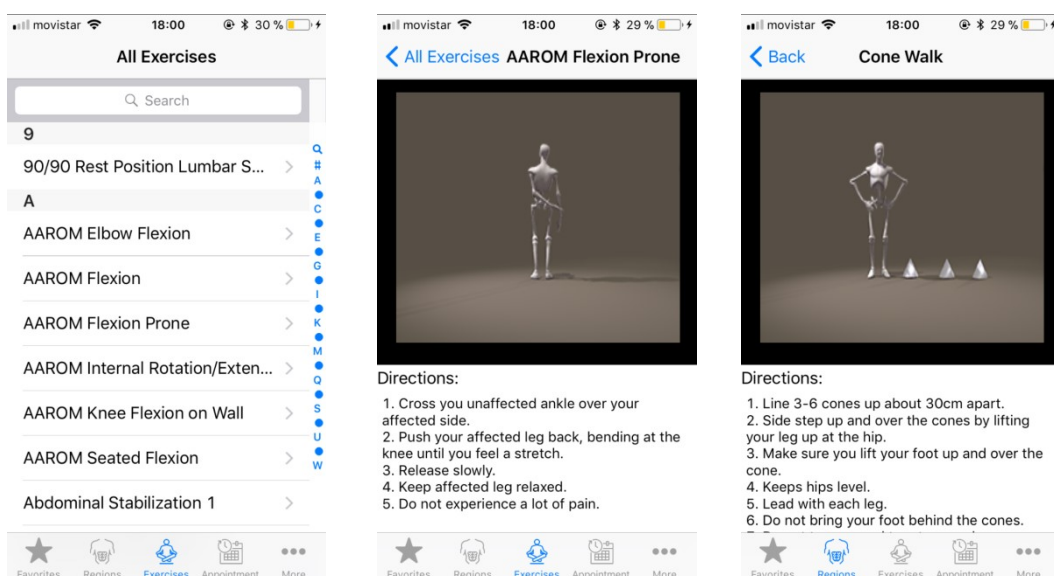 movistar 18:00 30 %
All Exercises
Search
9
90/90 Rest Position Lumbar S...
A
AAROM Elbow Flexion
AAROM Flexion
AAROM Flexion Prone
AAROM Internal Rotation/Exten...
AAROM Knee Flexion on Wall
AAROM Seated Flexion
Abdominal Stabilization 1
#
A
C
E
G
I
K
M
Q
S
U
W
Favorites Regions Exercises Appointment More
movistar 18:00 29 %
All Exercises AAROM Flexion Prone
Directions:
1. Cross you unaffected ankle over your
affected side.
2. Push your affected leg back, bending at the
knee until you feel a stretch.
3. Release slowly.
4. Keep affected leg relaxed.
5. Do not experience a lot of pain.
Favorites Regions Exercises Appointment More
movistar 18:00 29 %
Back Cone Walk
Directions:
1. Line 3-6 cones up about 30cm apart.
2. Side step up and over the cones by lifting
your leg up at the hip.
3. Make sure you lift your foot up and over the
cone.
4. Keeps hips level.
5. Lead with each leg.
6. Do not bring your foot behind the cones.
Favorites Regions Exercises Appointment More